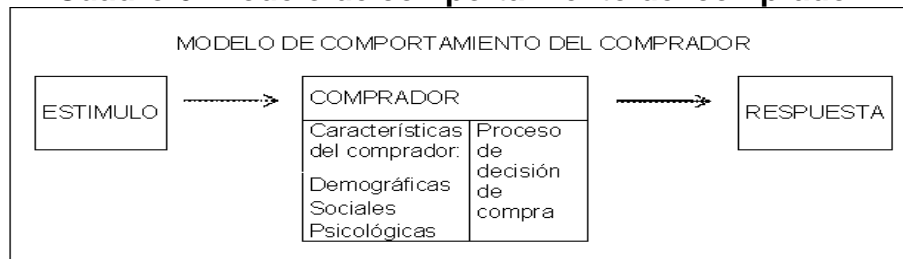 MODELO DE COMPORTAMIENTO DEL COMPRADOR
ESTIMULO
COMPRADOR
Características
del comprador:
Demográficas
Sociales
Psicológicas
Proceso
de
decisión
de
compra
RESPUESTA